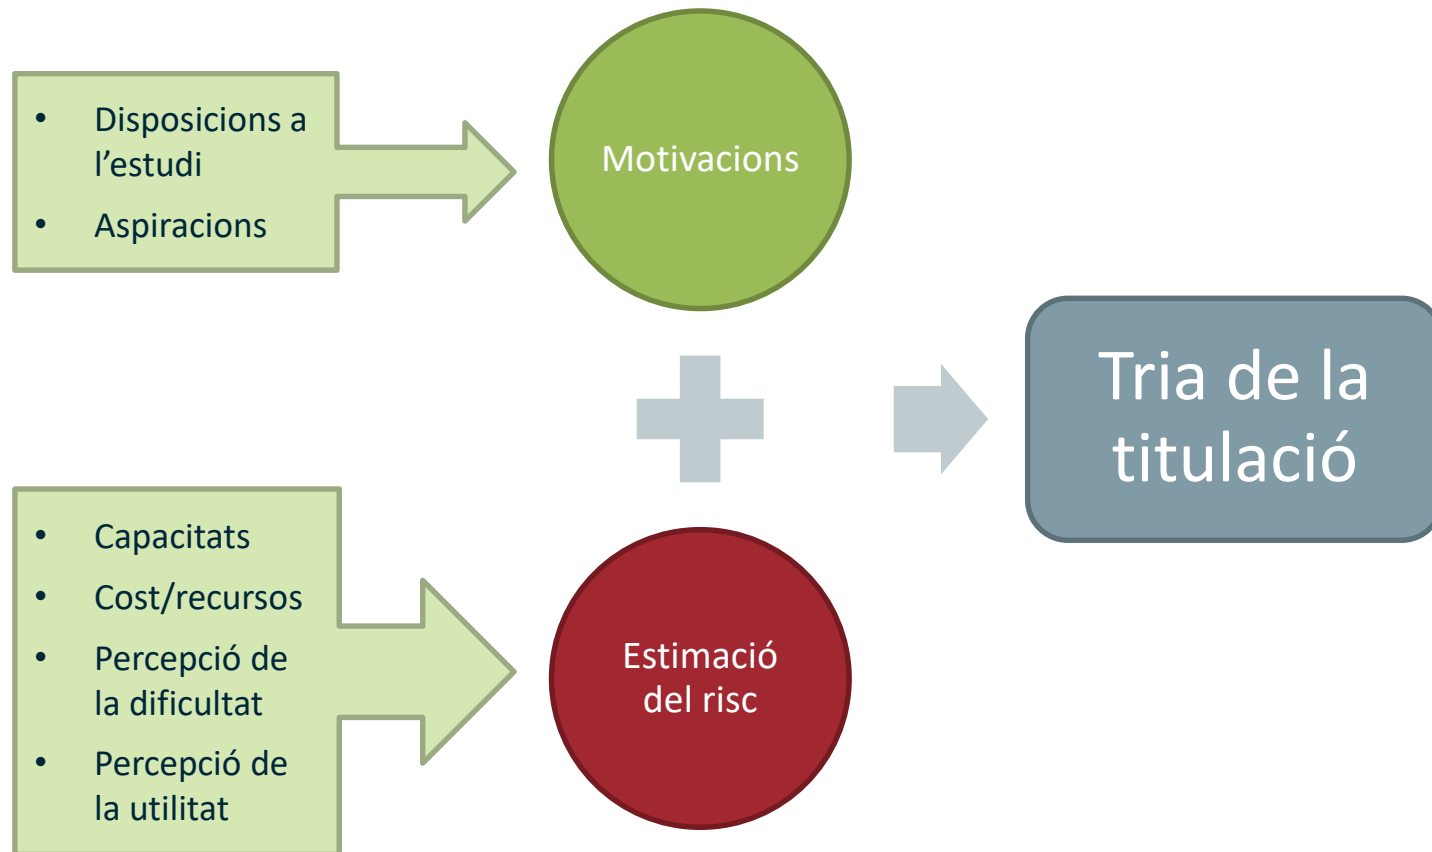 • Disposicions a
l’estudi
• Aspiracions
Motivacions
• Capacitats
• Cost/recursos
• Percepció de
la dificultat
• Percepció de
la utilitat
Estimació
del risc
Tria de la
titulació